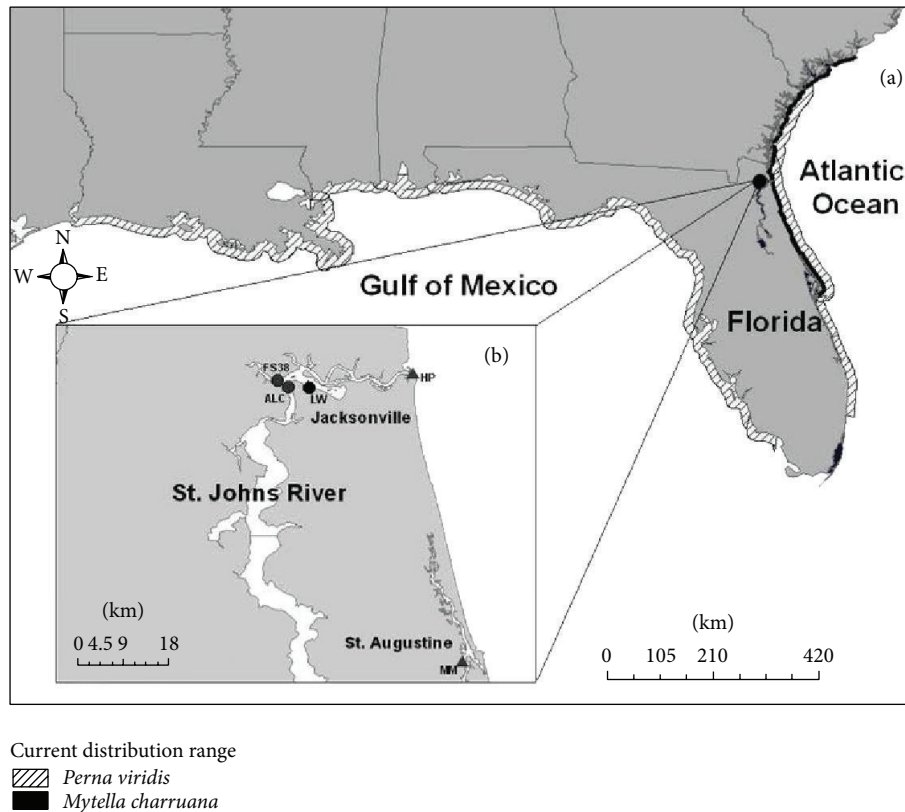 (a)
Atlantic
Ocean
N
W E
S
Gulf of Mexico
Florida
(b)
FS38
HP
ALC LW
Jacksonville
St. Johns River
(km)
0 4.5 9 18
St. Augustine
MM
(km)
0 105 210 420
Current distribution range
Perna viridis
Mytella charruana